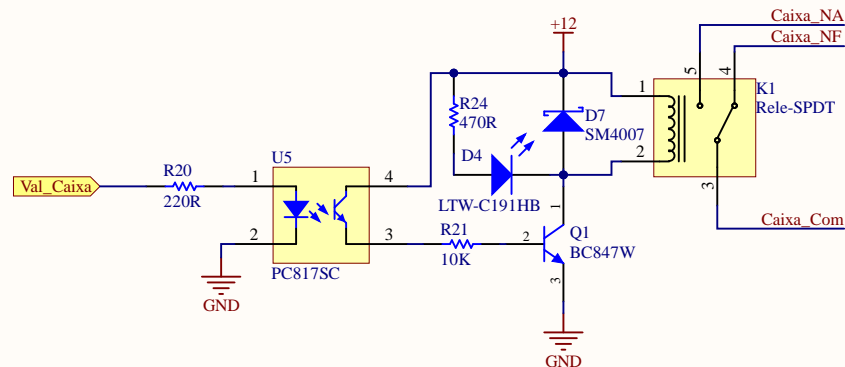 Caixa_NA
Caixa_NF
+12
5
4
1
K1
Rele-SPDT
R24
470R
D7
SM4007
2
D4
U5
R20
1
4
Val_Caixa
220R
LTW-C191HB
3
1
Caixa_Com
R21
Q1
2
3
2
BC847W
10K
PC817SC
3
GND
GND